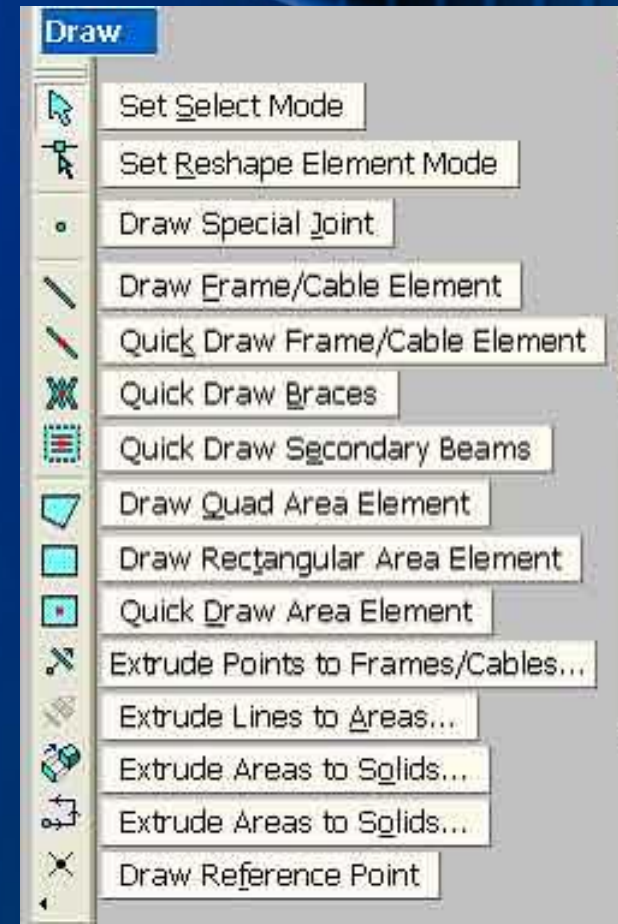 Draw
Set Select Mode
Set Reshape Element Mode
Draw Special Joint
Draw Frame/Cable Element
Quick Draw Frame/Cable Element
Quick Draw Braces
Quick Draw Secondary Beams
Draw Quad Area Element
Draw Rectangular Area Element
Quick Draw Area Element
Extrude Points to Frames/Cables...
Extrude Lines to Areas...
Extrude Areas to Solids...
Extrude Areas to Solids...
Draw Reference Point